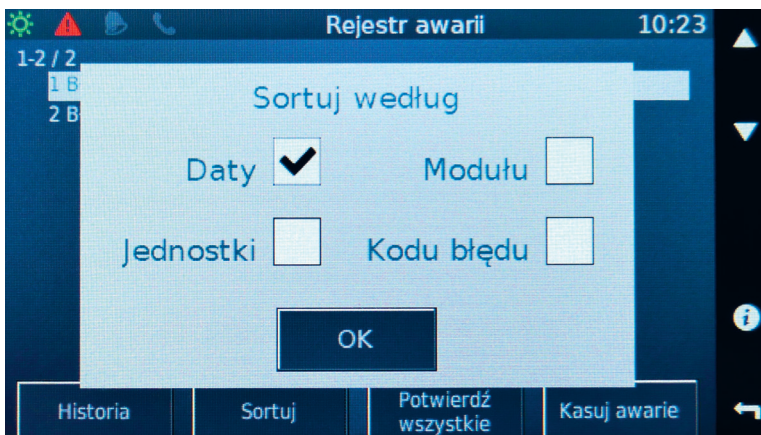 Rejestr awarii 10:23
1-2 / 2
1 B
2 B
Sortuj według
Daty Modułu
Jednostki Kodu błędu
OK
Historia Sortuj Potwierdź wszystkie Kasuj awarie